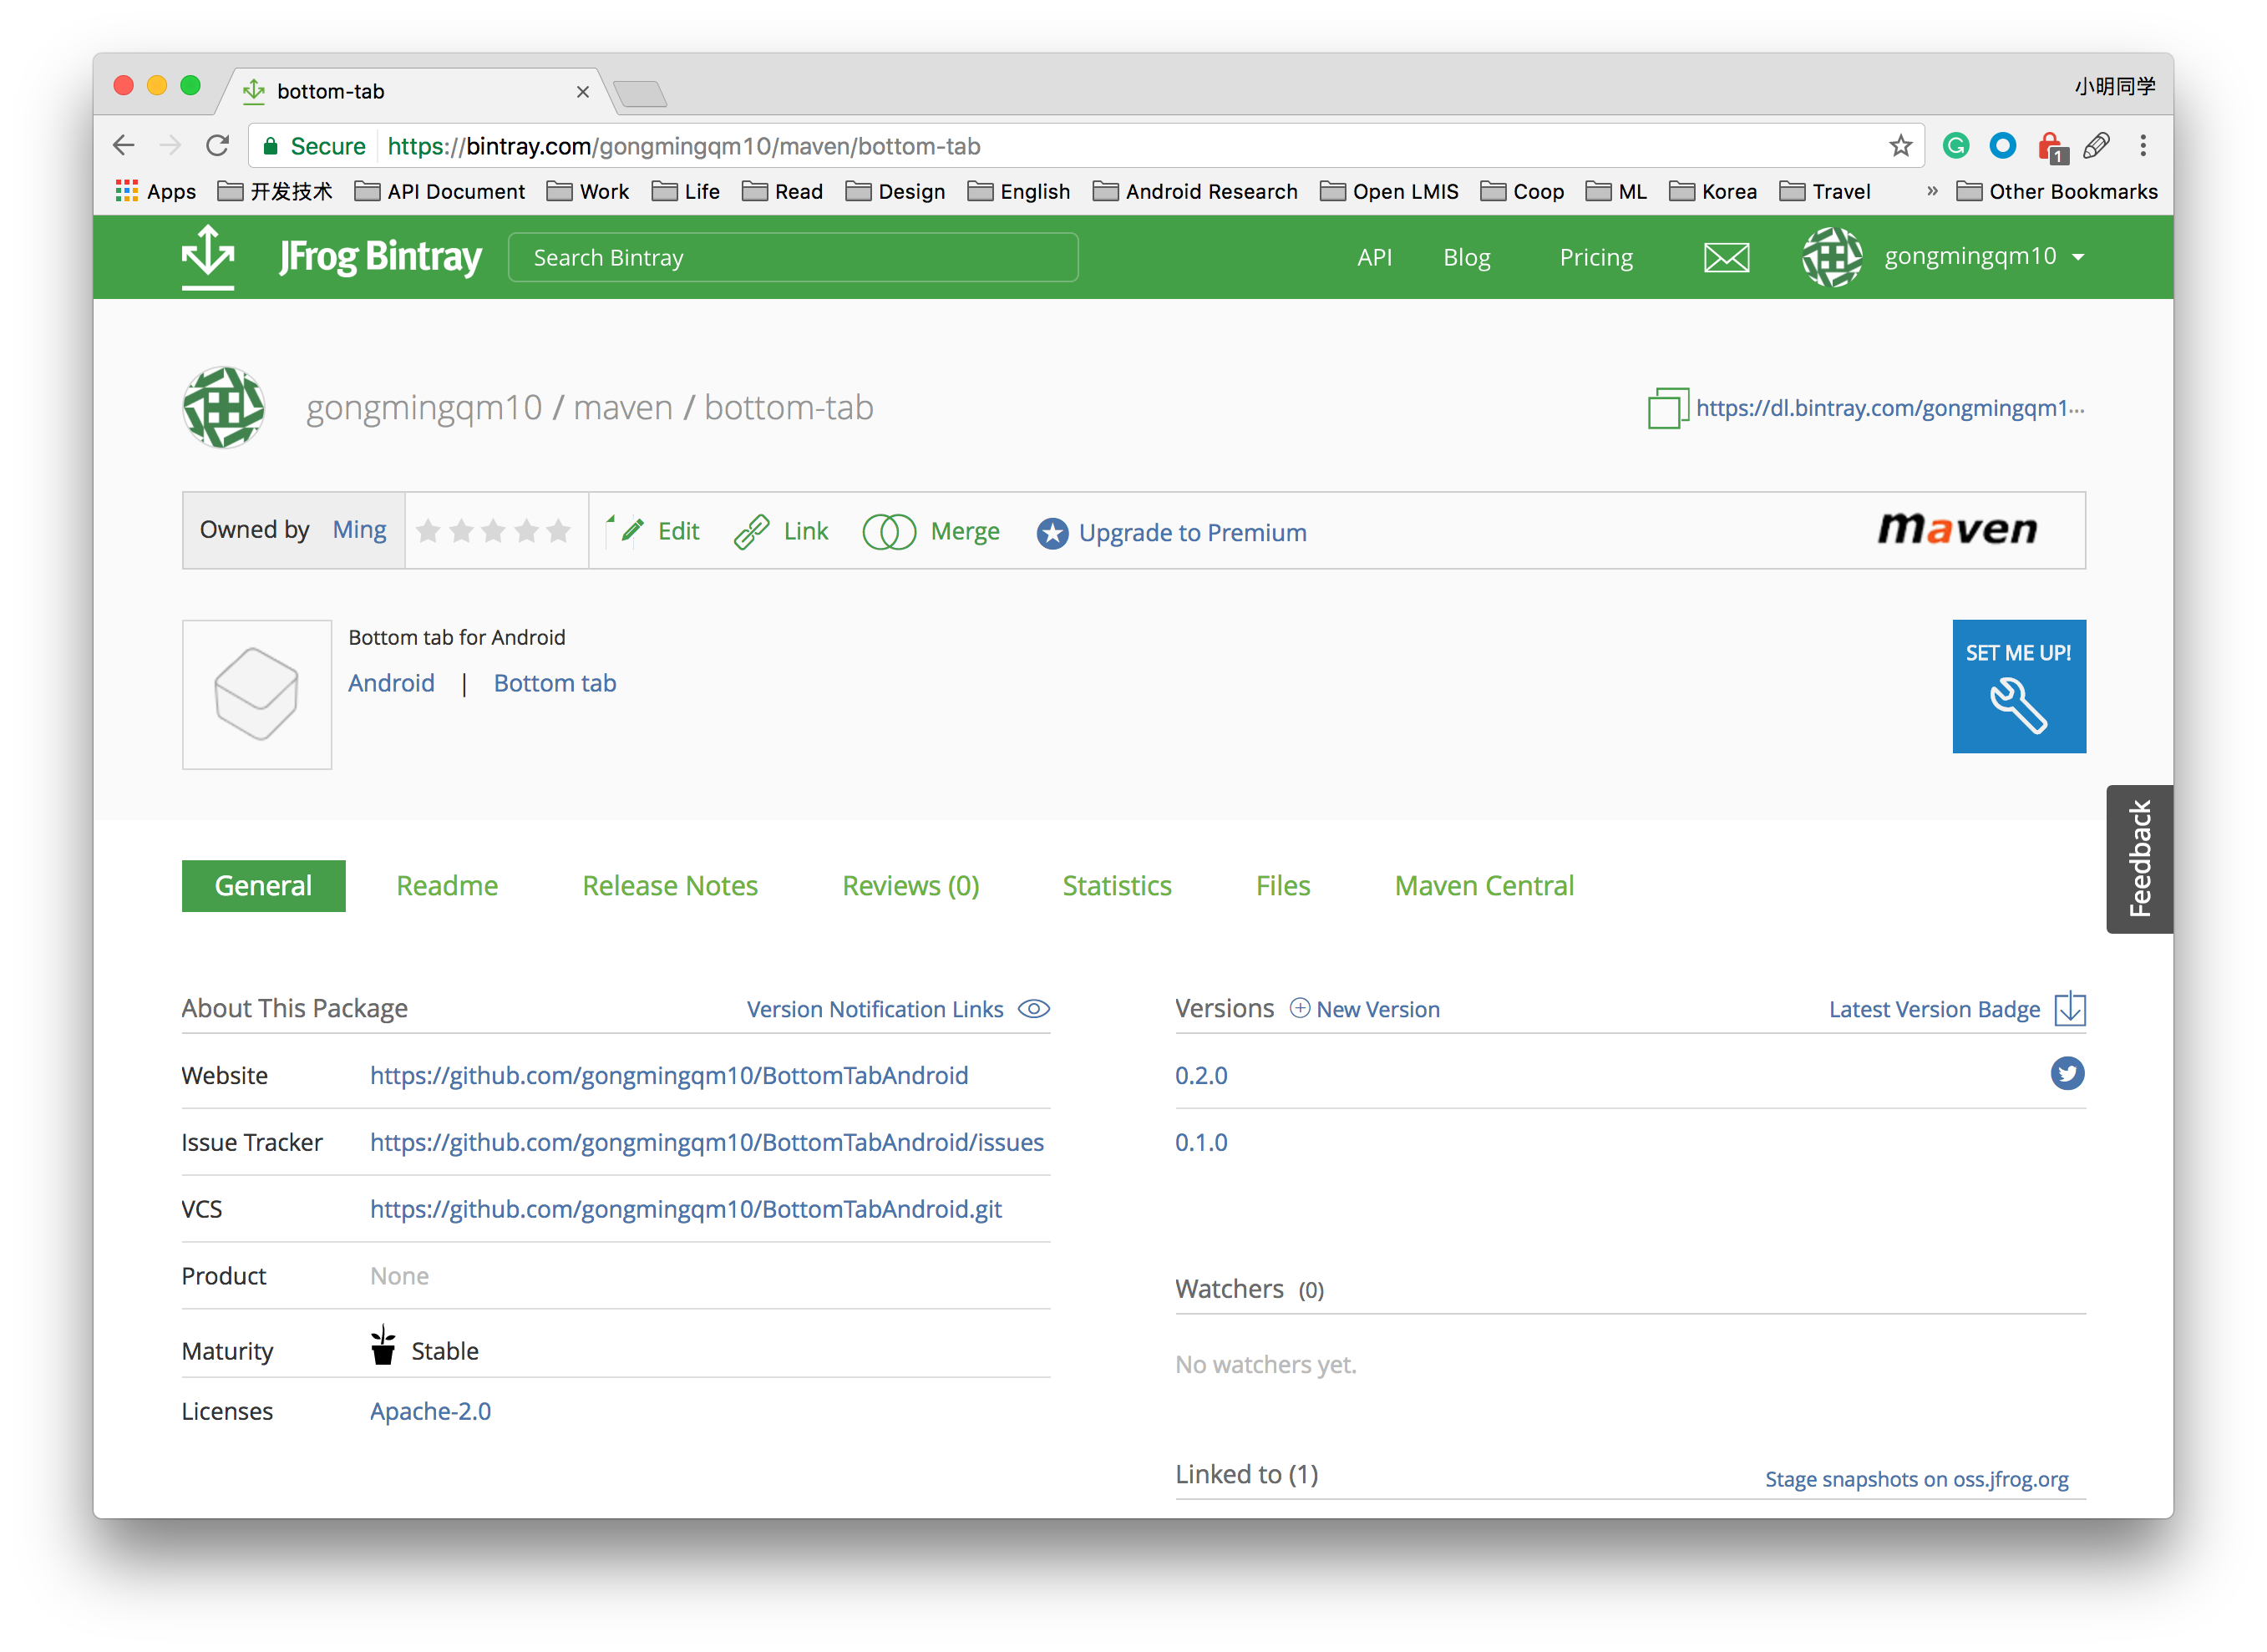 bottom-tab
小明同学
Secure https://bintray.com/gongmingqm10/maven/bottom-tab
1
Apps 开发技术 API Document Work Life Read Design English Android Research Open LMIS Coop ML Korea Travel » Other Bookmarks
JFrog Bintray Search Bintray API Blog Pricing gongmingqm10
gongmingqm10 / maven / bottom-tab https://dl.bintray.com/gongmingqm1...
Owned by Ming Edit Link Merge Upgrade to Premium maven
Bottom tab for Android
Android | Bottom tab
SET ME UP!
Feedback
General Readme Release Notes Reviews (0) Statistics Files Maven Central
About This Package Version Notification Links
Website https://github.com/gongmingqm10/BottomTabAndroid
Issue Tracker https://github.com/gongmingqm10/BottomTabAndroid/issues
VCS https://github.com/gongmingqm10/BottomTabAndroid.git
Product None
Maturity Stable
Licenses Apache-2.0
Versions New Version Latest Version Badge
0.2.0
0.1.0
Watchers (0)
No watchers yet.
Linked to (1) Stage snapshots on oss.jfrog.org